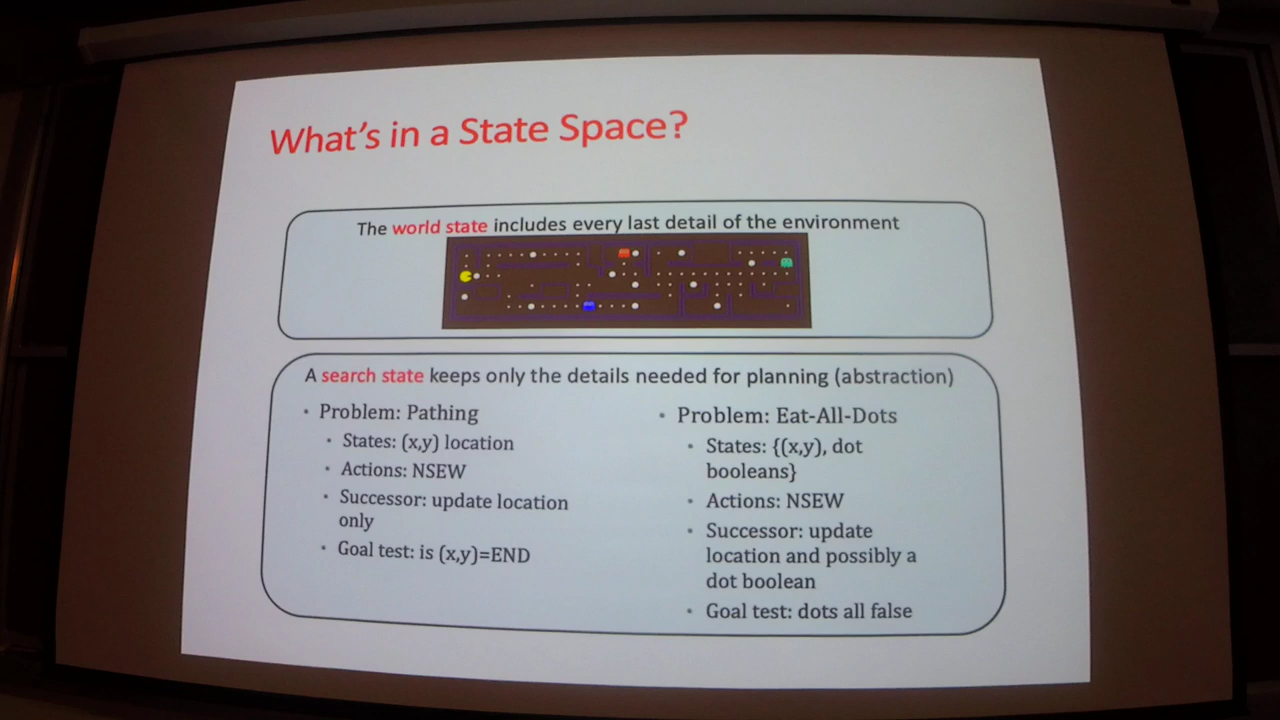 What's in a State Space?
The world state includes every last detail of the environment
A search state keeps only the details needed for planning (abstraction)
• Problem: Pathing
• States: (x,y) location
• Actions: NSEW
• Successor: update location
only
• Goal test: is (x,y)=END
• Problem: Eat-All-Dots
• States: {(x,y), dot
booleans}
• Actions: NSEW
• Successor: update
location and possibly a
dot boolean
• Goal test: dots all false